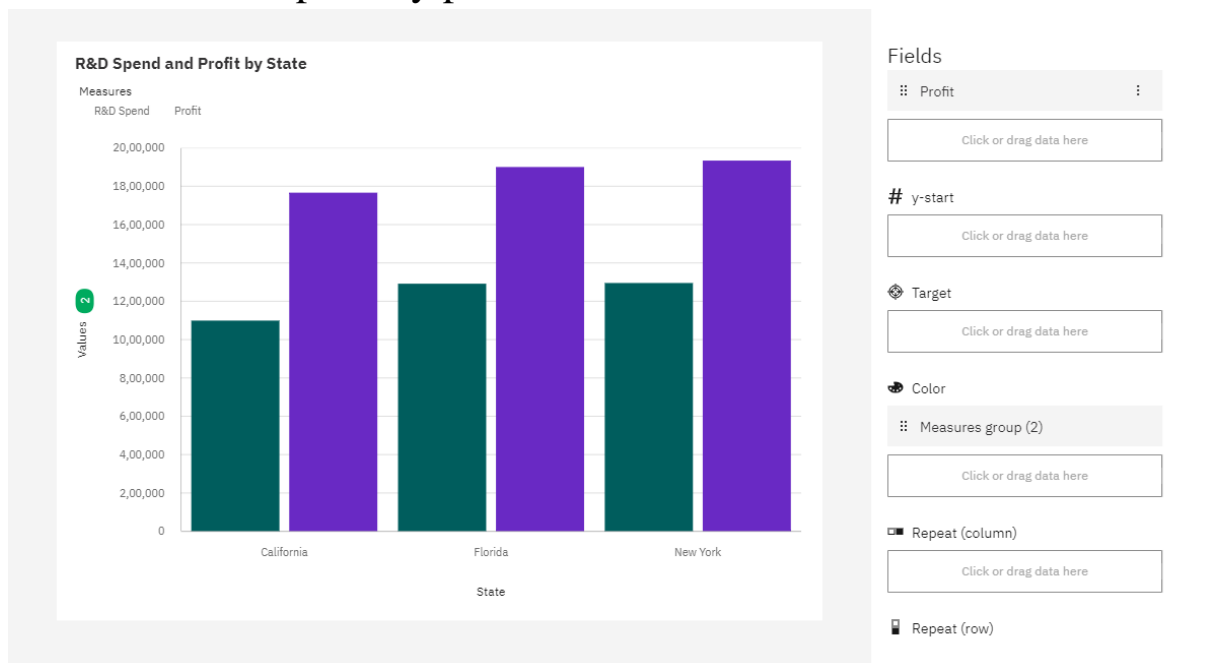 R&D Spend and Profit by State
Measures
R&D Spend Profit
20,00,000
18,00,000
16,00,000
14,00,000
12,00,000
10,00,000
8,00,000
6,00,000
4,00,000
2,00,000
0
Values 2
California Florida New York
State
Fields
Profit
Click or drag data here
# y-start
Click or drag data here
Target
Click or drag data here
Color
Measures group (2)
Click or drag data here
Repeat (column)
Click or drag data here
Repeat (row)